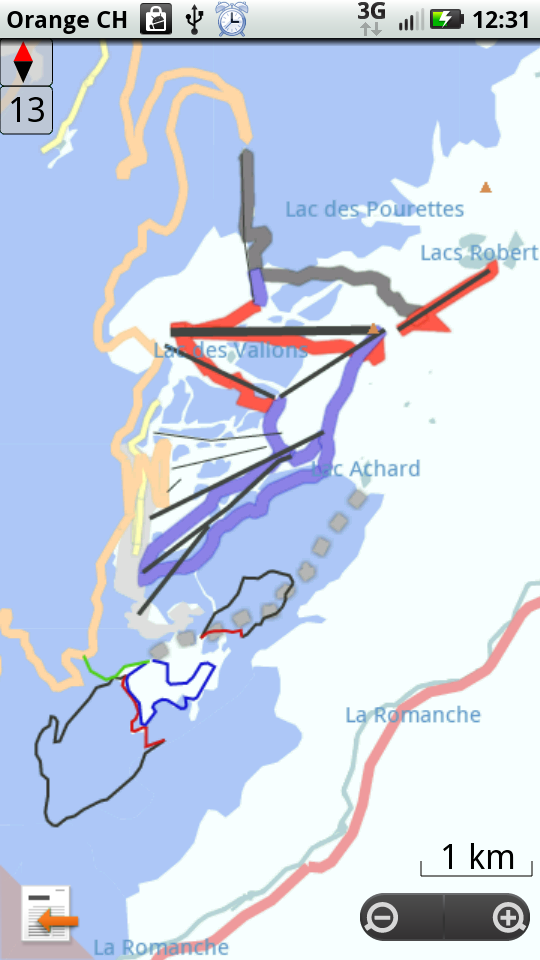 Orange CH 3G 12:31
13
Lac des Pourettes
Lacs Robert
Lac des Vallons
Lac Achard
La Romanche
1 km
La Romanche